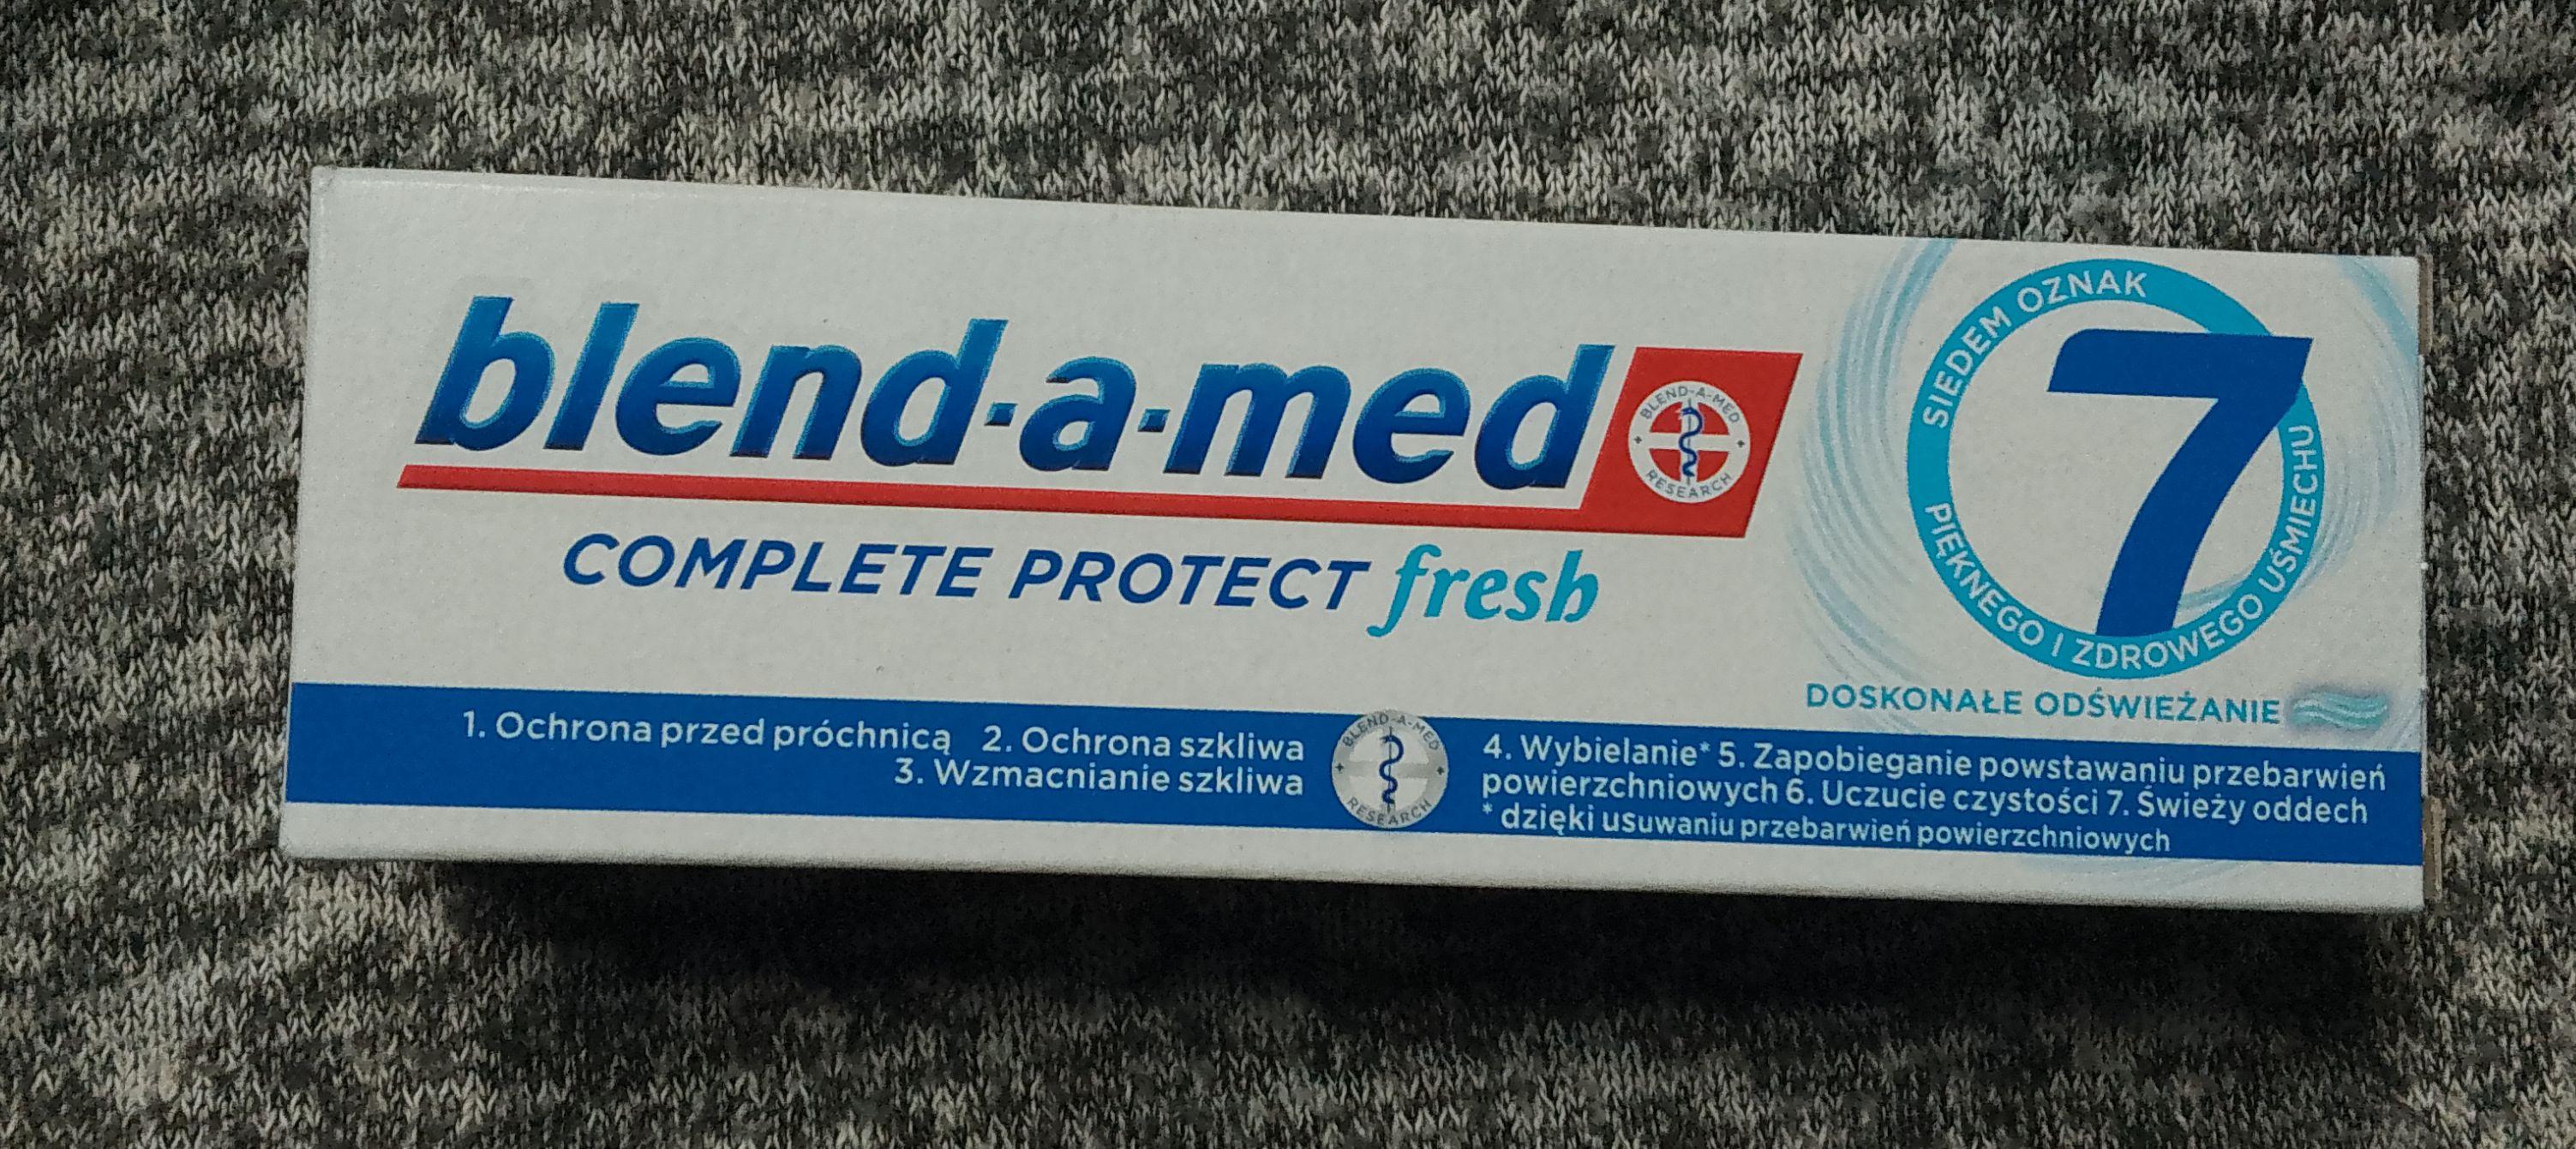 blend-a-med
BLEND-A-MED
RESEARCH
COMPLETE PROTECT fresh
SIEDEM OZNAK
7
PIĘKNEGO I ZDROWEGO UŚMIECHU
DOSKONAŁE ODŚWIEŻANIE
1. Ochrona przed próchnicą 2. Ochrona szkliwa
3. Wzmacnianie szkliwa
BLEND-A-MED
RESEARCH
4. Wybielanie* 5. Zapobieganie powstawaniu przebarwień
powierzchniowych 6. Uczucie czystości 7. Świeży oddech
* dzięki usuwaniu przebarwień powierzchniowych